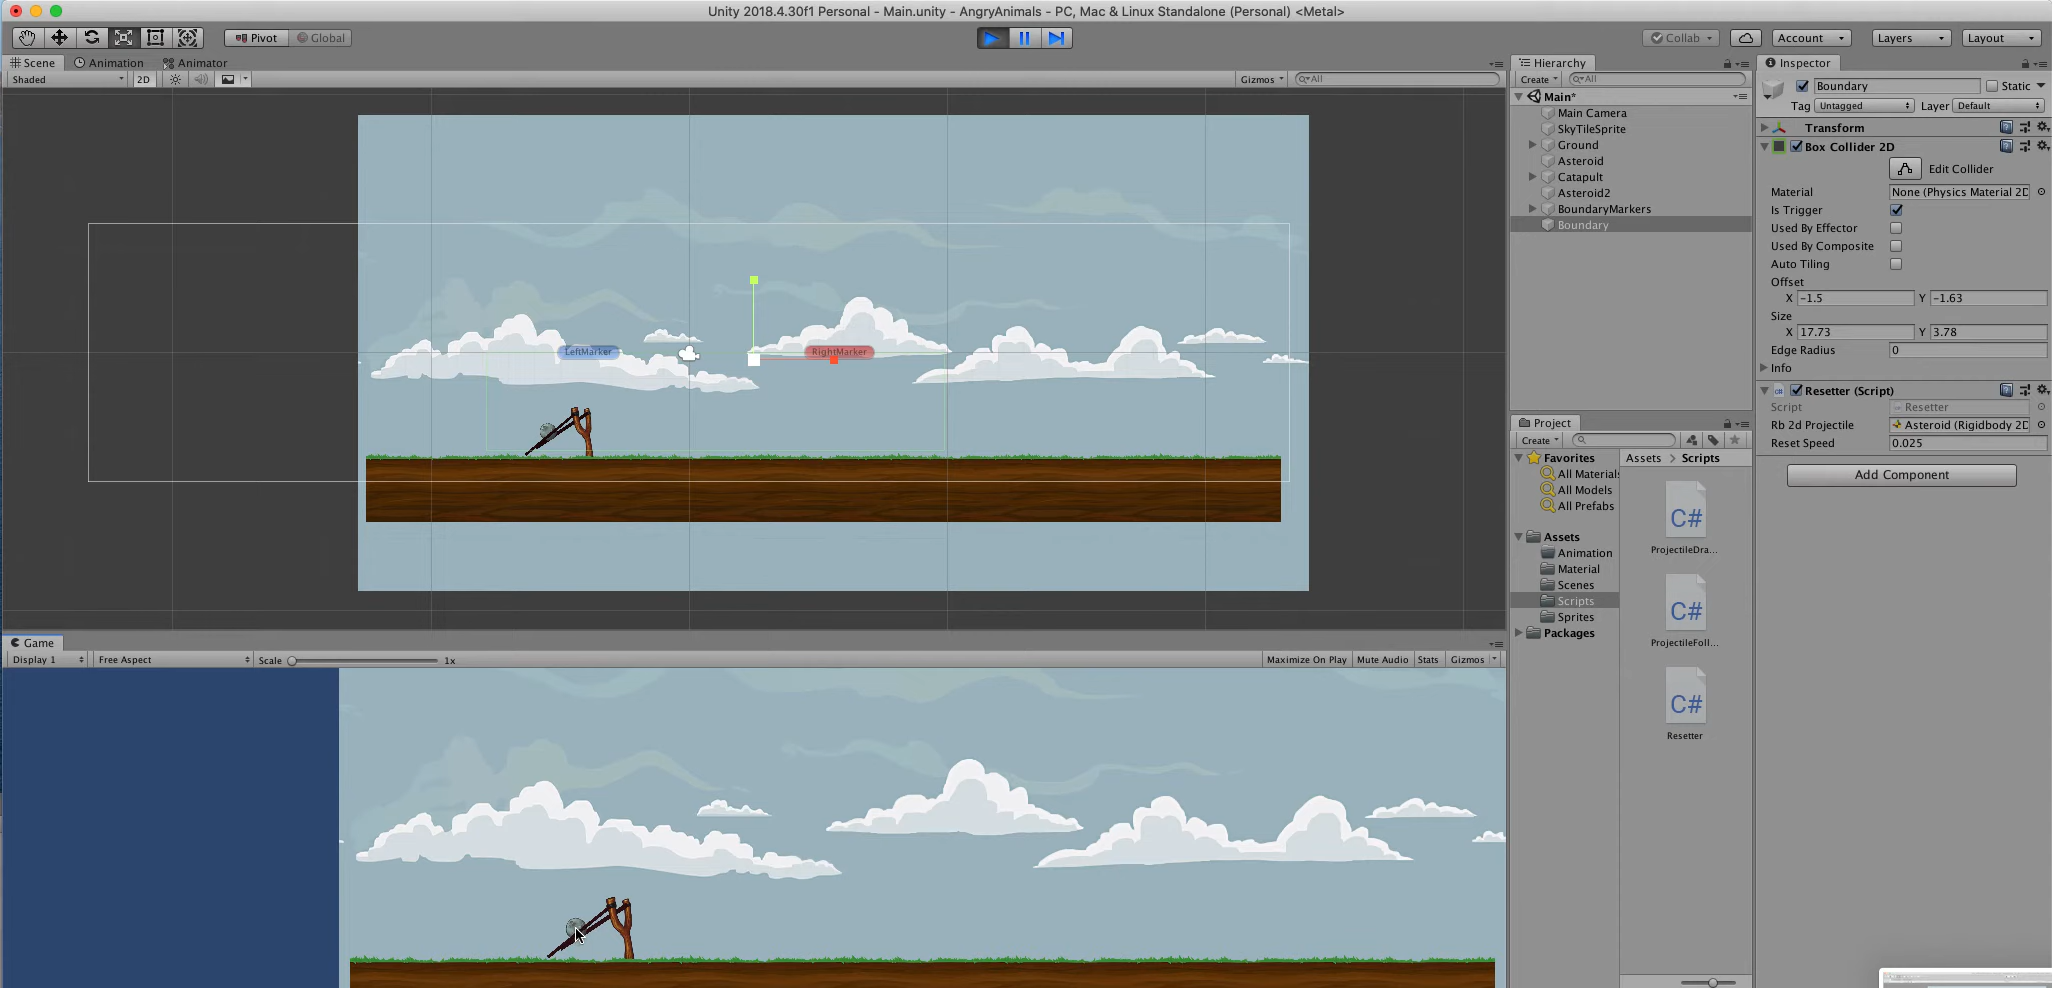 Unity 2018.4.30f1 Personal - Main.unity - AngryAnimals - PC, Mac & Linux Standalone (Personal) <Metal>
Pivot Global
Collab Account Layers Layout
Scene Animation Animator
Shaded 2D Gizmos All
LeftMarker RightMarker
Game
Display 1 Free Aspect Scale 1x Maximize On Play Mute Audio Stats Gizmos
Hierarchy
Create All
Main*
Main Camera
SkyTileSprite
Ground
Asteroid
Catapult
Asteroid2
BoundaryMarkers
Boundary
Project
Create
Favorites
All Materials
All Models
All Prefabs
Assets
Animation
Material
Scenes
Scripts
Sprites
Packages
Assets > Scripts
C#
ProjectileDra...
C#
ProjectileFoll...
C#
Resetter
Inspector
Boundary Static
Tag Untagged Layer Default
Transform
Box Collider 2D
Edit Collider
Material None (Physics Material 2D
Is Trigger
Used By Effector
Used By Composite
Auto Tiling
Offset
X -1.5 Y -1.63
Size
X 17.73 Y 3.78
Edge Radius 0
Info
Resetter (Script)
Script Resetter
Rb 2d Projectile Asteroid (Rigidbody 2D
Reset Speed 0.025
Add Component